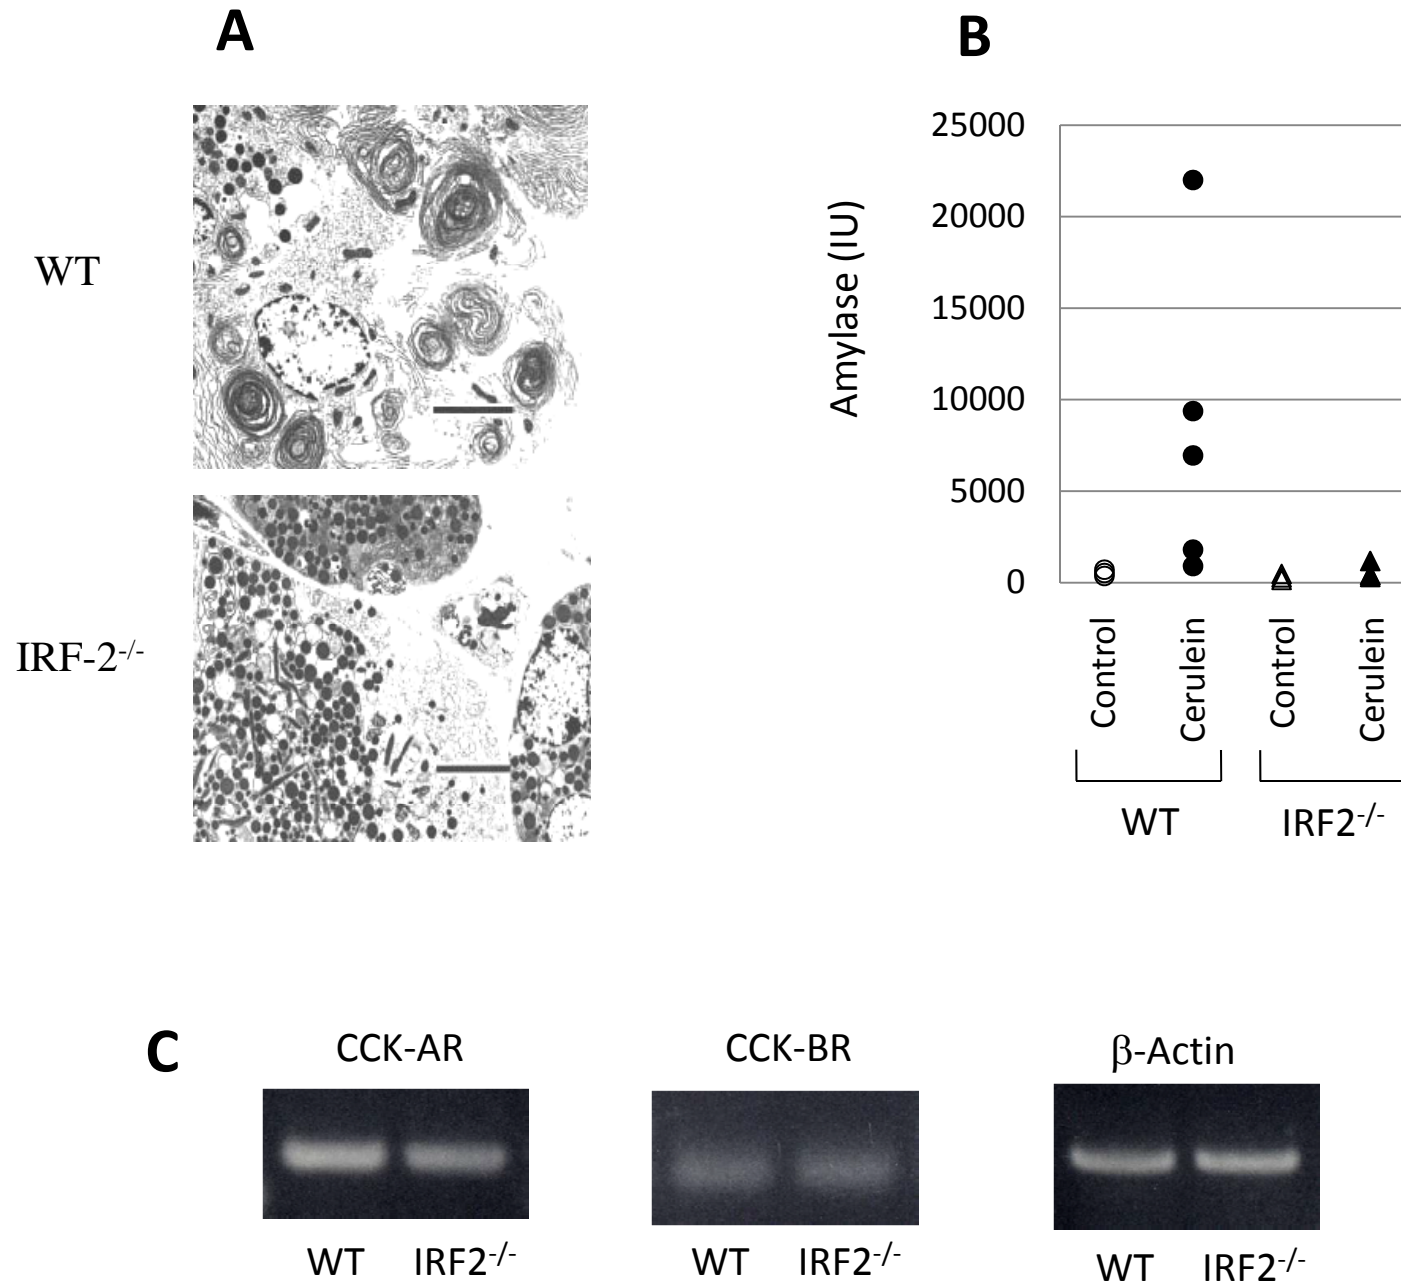 A
B
WT
IRF-2-/-
Amylase (IU)
25000
20000
15000
10000
5000
0
Control
Cerulein
Control
Cerulein
WT
IRF2-/-
C
CCK-AR
CCK-BR
β-Actin
WT
IRF2-/-
WT
IRF2-/-
WT
IRF2-/-